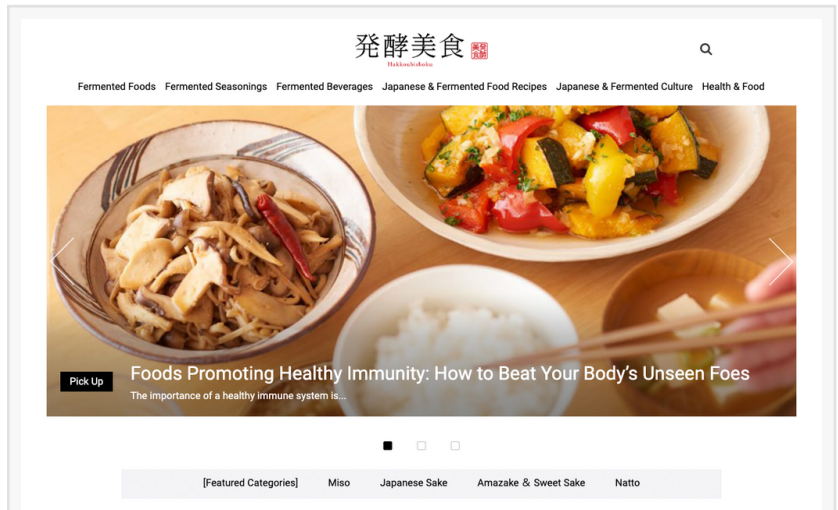 発酵美食
Hakkoubishoku
Fermented Foods Fermented Seasonings Fermented Beverages Japanese & Fermented Food Recipes Japanese & Fermented Culture Health & Food
Pick Up
Foods Promoting Healthy Immunity: How to Beat Your Body's Unseen Foes
The importance of a healthy immune system is...
[Featured Categories] Miso Japanese Sake Amazake & Sweet Sake Natto